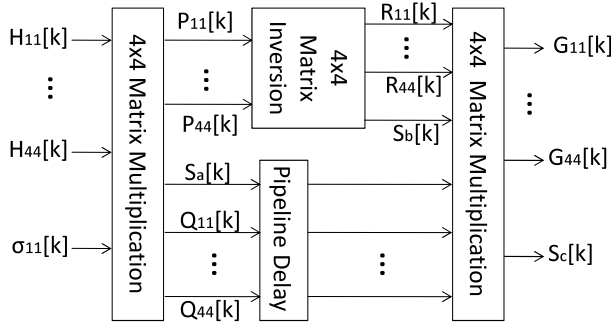 H11[k]
...
H44[k]
σ11[k]
4x4 Matrix Multiplication
P11[k]
...
P44[k]
Sa[k]
Q11[k]
...
Q44[k]
4x4
Matrix
Inversion
Pipeline Delay
R11[k]
...
R44[k]
Sb[k]
...
4x4 Matrix Multiplication
G11[k]
...
G44[k]
Sc[k]